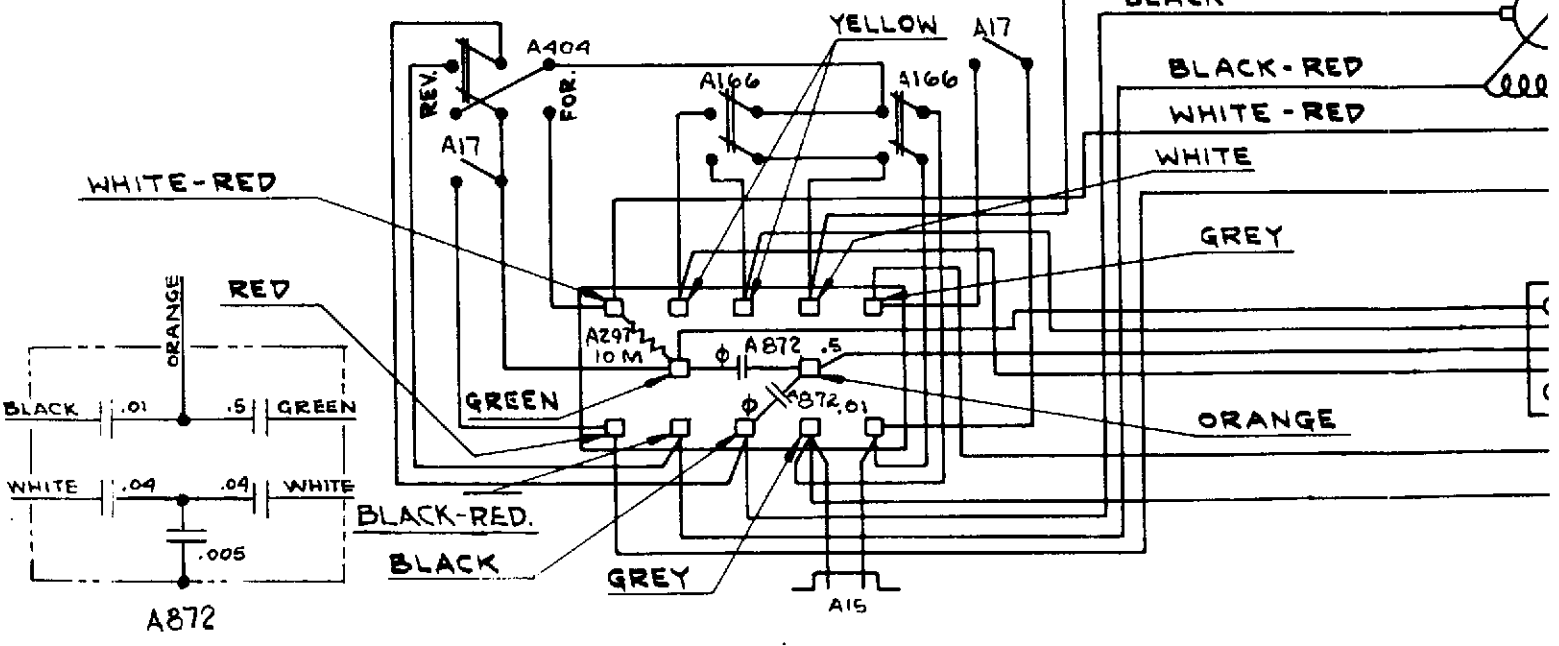 BLACK
YELLOW
A17
A404
REV.
FOR.
A166
A166
BLACK-RED
WHITE-RED
A17
WHITE
WHITE-RED
GREY
RED
ORANGE
A297
10 M
ϕ
A872
.5
BLACK
.01
.5
GREEN
GREEN
ϕ
A872
.01
ORANGE
WHITE
.04
.04
WHITE
BLACK-RED.
.005
BLACK
GREY
A15
A872